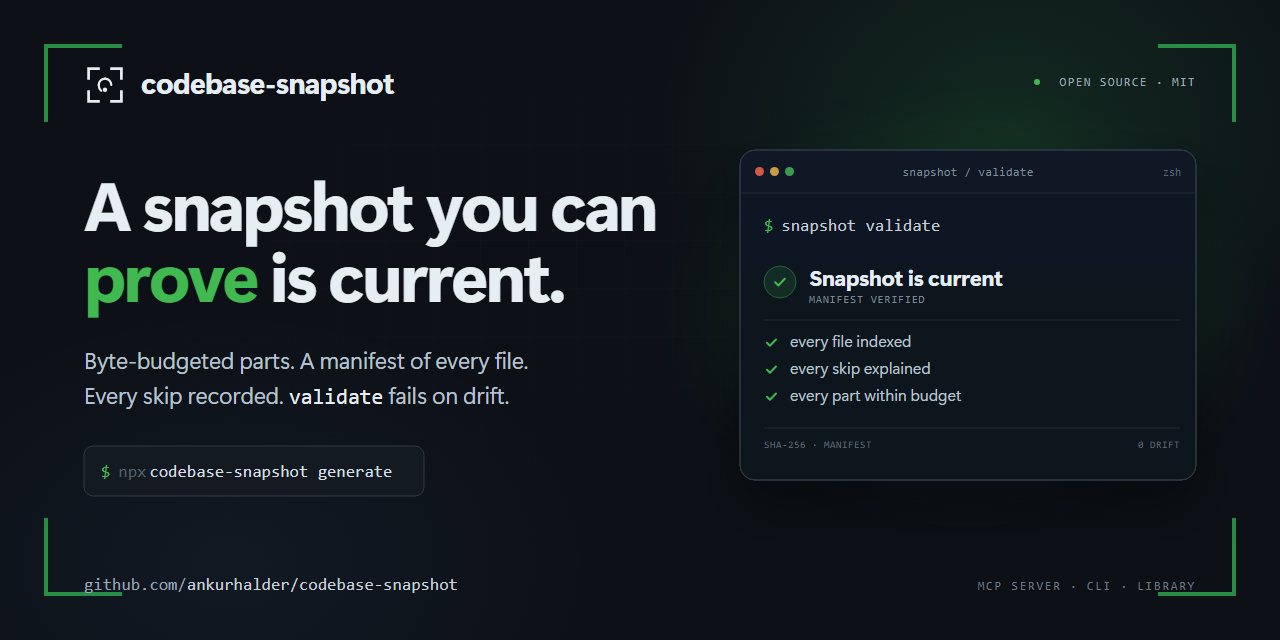 codebase-snapshot
OPEN SOURCE · MIT
A snapshot you can
prove is current.
Byte-budgeted parts. A manifest of every file.
Every skip recorded. validate fails on drift.
$ npx codebase-snapshot generate
snapshot / validate
zsh
$ snapshot validate
Snapshot is current
MANIFEST VERIFIED
every file indexed
every skip explained
every part within budget
SHA-256 · MANIFEST
0 DRIFT
github.com/ankurhalder/codebase-snapshot
MCP SERVER · CLI · LIBRARY